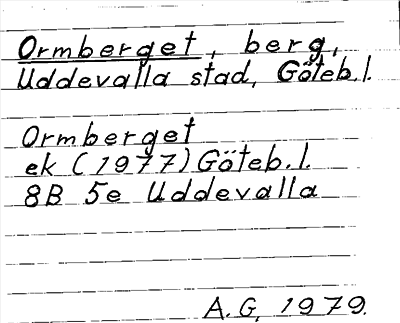 Ormberget, berg,
Uddevalla stad, Göteb.l.
Ormberget
ek (1977) Göteb.l.
8B 5e Uddevalla
A.G, 1979.